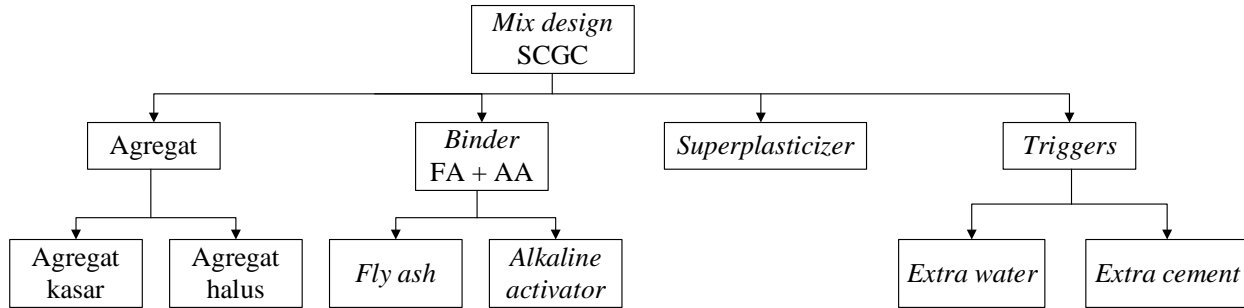 Mix design
SCGC
Agregat
Binder
FA + AA
Superplasticizer
Triggers
Agregat
kasar
Agregat
halus
Fly ash
Alkaline
activator
Extra water
Extra cement